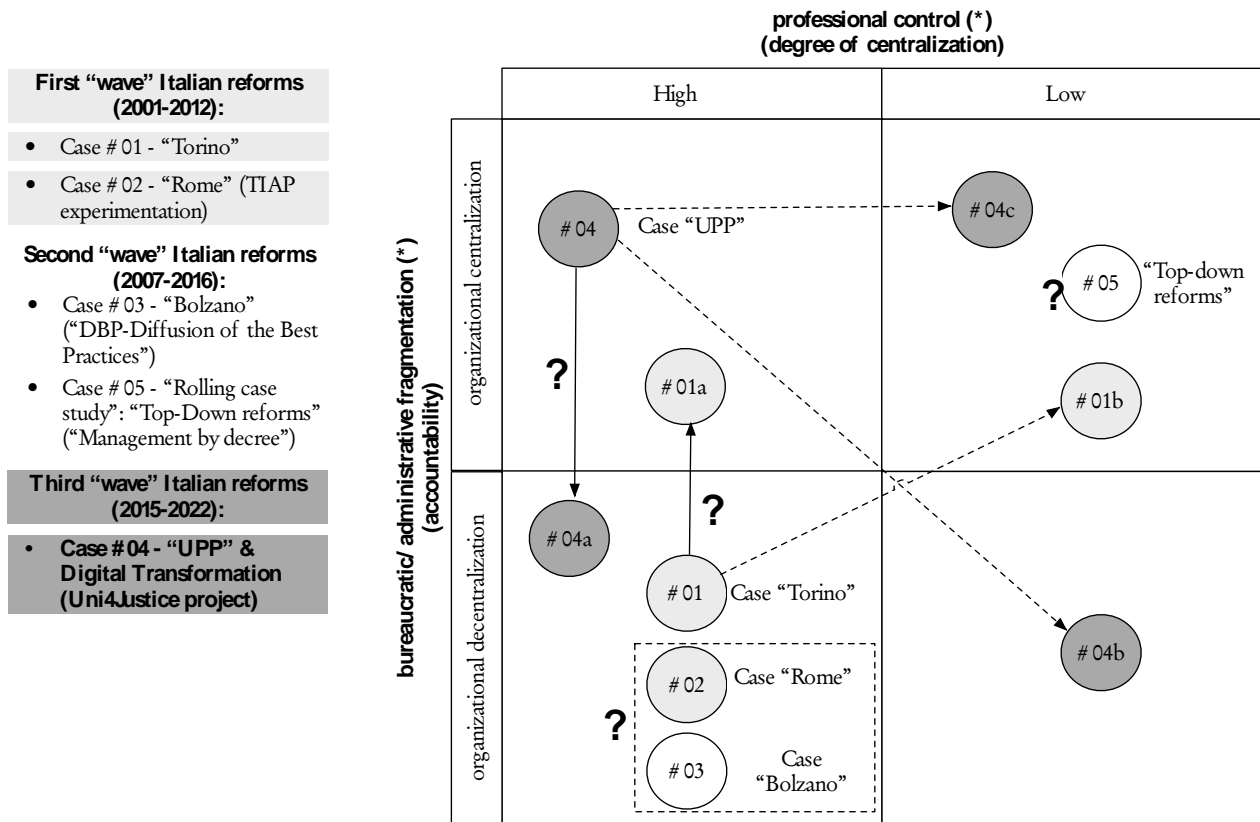 professional control (*)
(degree of centralization)
First “wave” Italian reforms
(2001-2012):
• Case # 01 - “Torino”
• Case # 02 - “Rome” (TIAP
experimentation)
Second “wave” Italian reforms
(2007-2016):
• Case # 03 - “Bolzano”
(“DBP-Diffusion of the Best
Practices”)
• Case # 05 - “Rolling case
study”: “Top-Down reforms”
(“Management by decree”)
Third “wave” Italian reforms
(2015-2022):
• Case #04 - “UPP” &
Digital Transformation
(Uni4Justice project)
bureaucratic/ administrative fragmentation (*)
(accountability)
High
Low
organizational centralization
# 04
Case “UPP”
# 04c
?
# 05
“Top-down
reforms”
?
# 01a
# 01b
organizational decentralization
# 04a
?
# 01
Case “Torino”
# 02
Case “Rome”
?
# 03
Case
“Bolzano”
# 04b